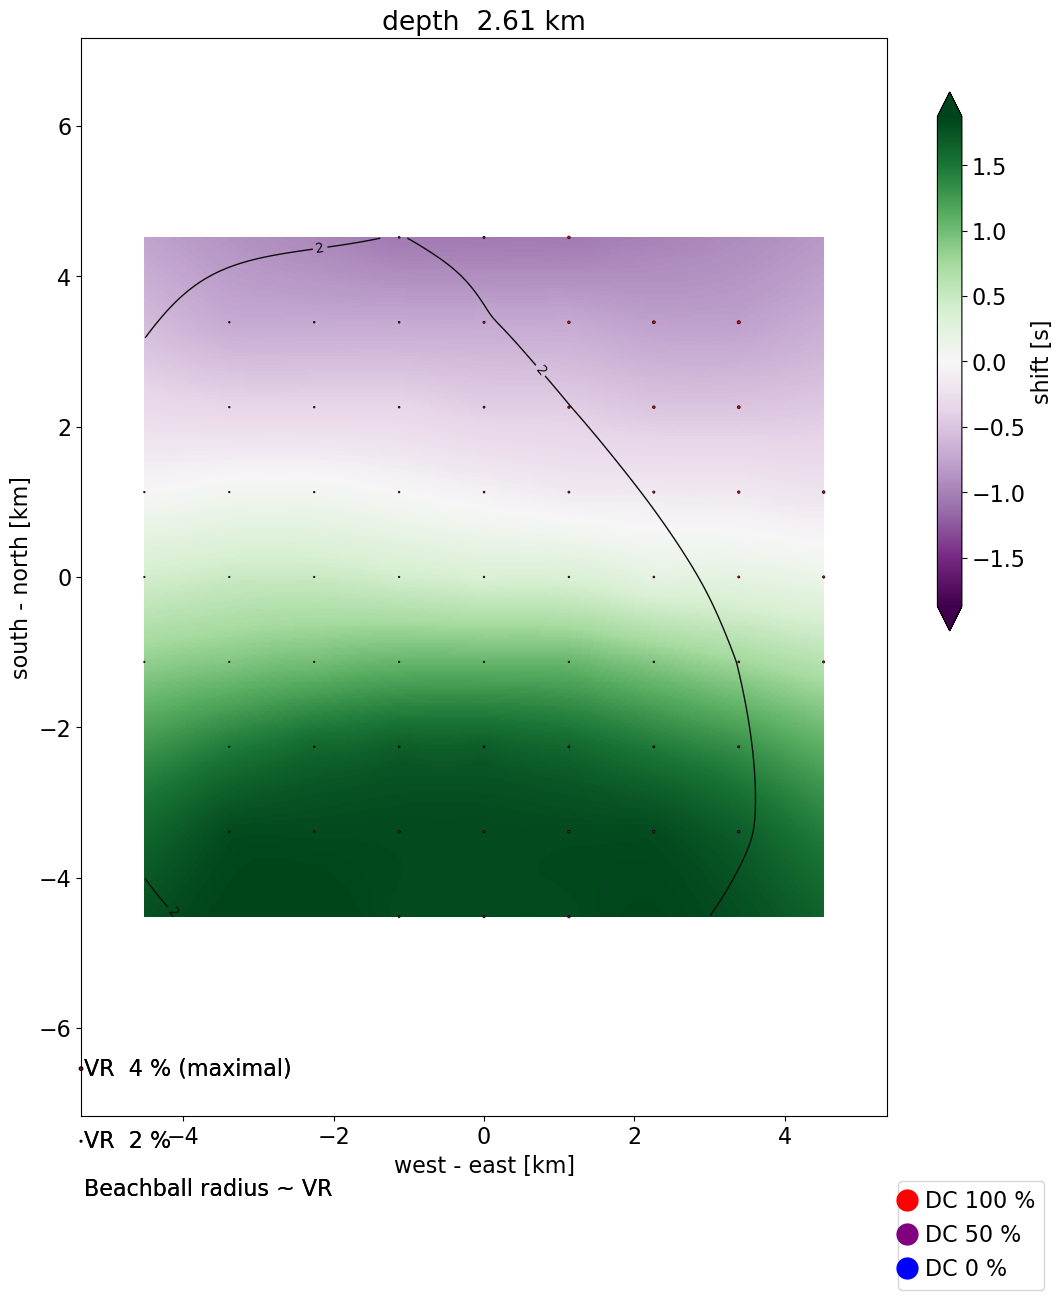 depth  2.61 km
6
4
2
0
−2
−4
−6
south - north [km]
2
2
2
VR  4 % (maximal)
VR  2 %
−4
−2
0
2
4
west - east [km]
Beachball radius ~ VR
1.5
1.0
0.5
0.0
−0.5
−1.0
−1.5
shift [s]
DC 100 %
DC 50 %
DC 0 %